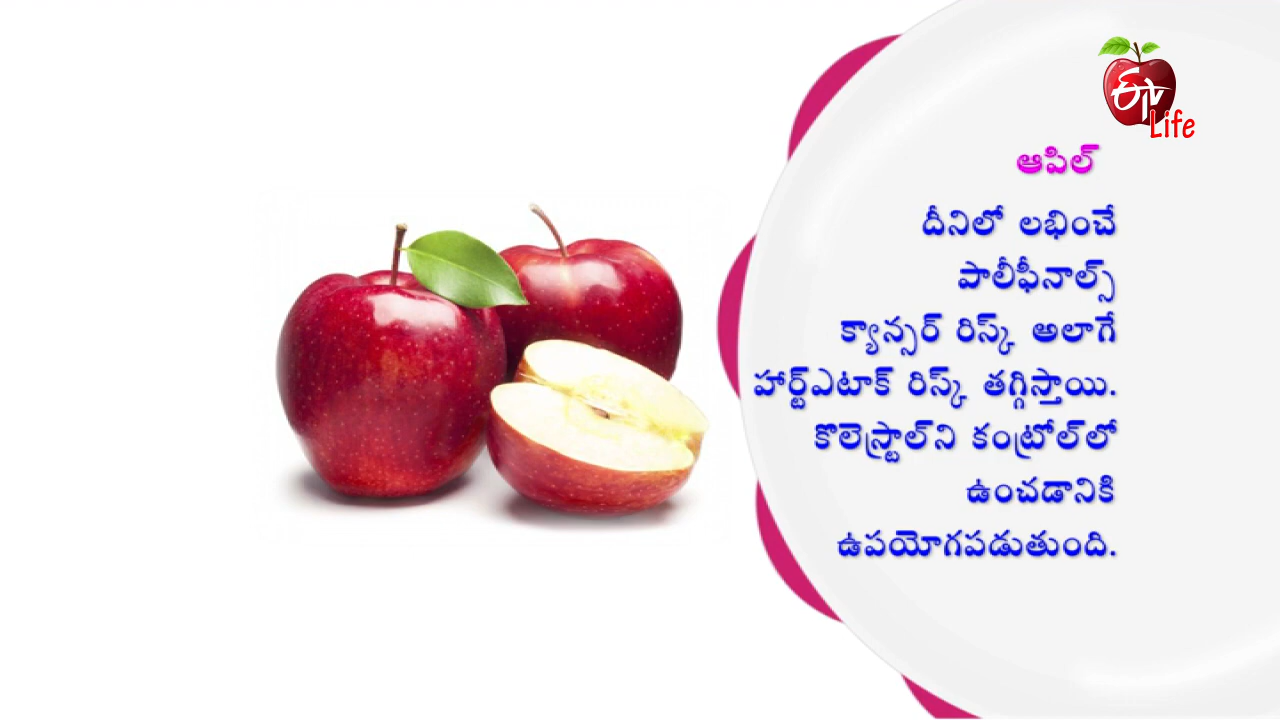 ETV
Life
ఆపిల్
దీనిలో లభించే
పాలీఫీనాల్స్
క్యాన్సర్ రిస్క్ అలాగే
హార్ట్ఎటాక్ రిస్క్ తగ్గిస్తాయి.
కొలెస్ట్రాల్‌ని కంట్రోల్‌లో
ఉంచడానికి
ఉపయోగపడుతుంది.